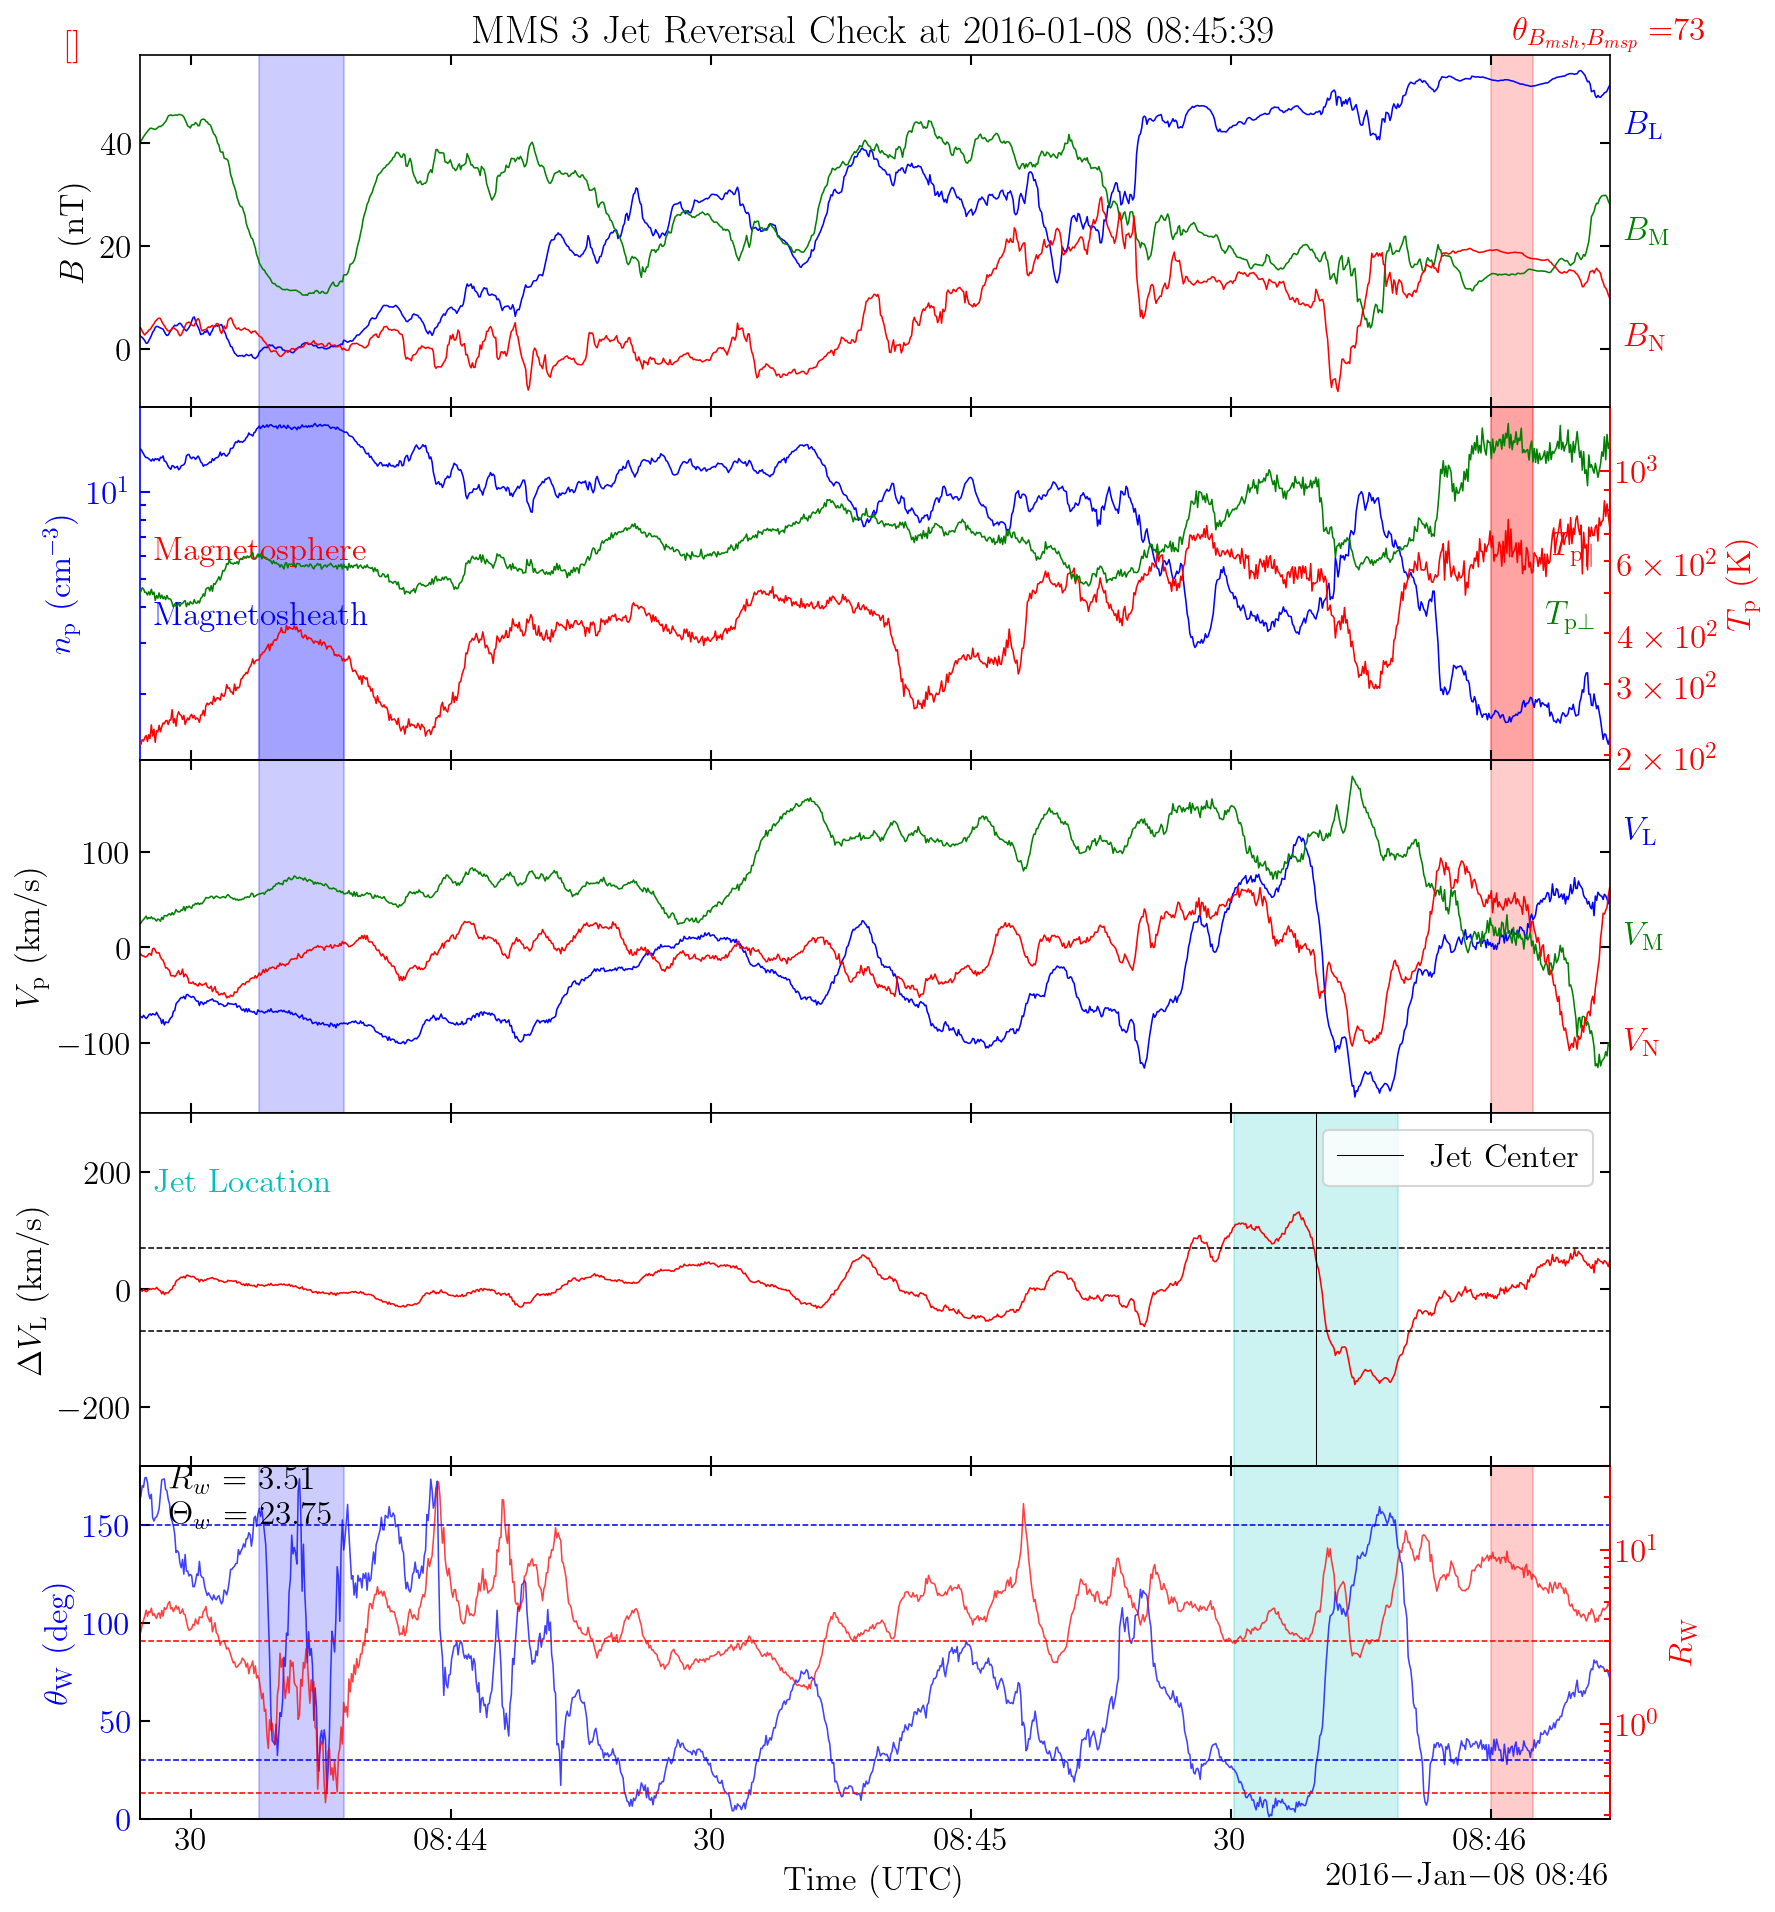 MMS 3 Jet Reversal Check at 2016-01-08 08:45:39
θ_{B_{msh},B_{msp}} =73
[]
40
20
0
B (nT)
B_L
B_M
B_N
10^1
n_p (cm^{−3})
Magnetosphere
Magnetosheath
T_{p∥}
T_{p⊥}
10^3
6 × 10^2
4 × 10^2
3 × 10^2
2 × 10^2
T_p (K)
100
0
−100
V_p (km/s)
V_L
V_M
V_N
200
0
−200
ΔV_L (km/s)
Jet Location
Jet Center
R_w = 3.51
Θ_w = 23.75
150
100
50
0
θ_W (deg)
10^1
10^0
R_W
30
08:44
30
08:45
30
08:46
Time (UTC)
2016−Jan−08 08:46